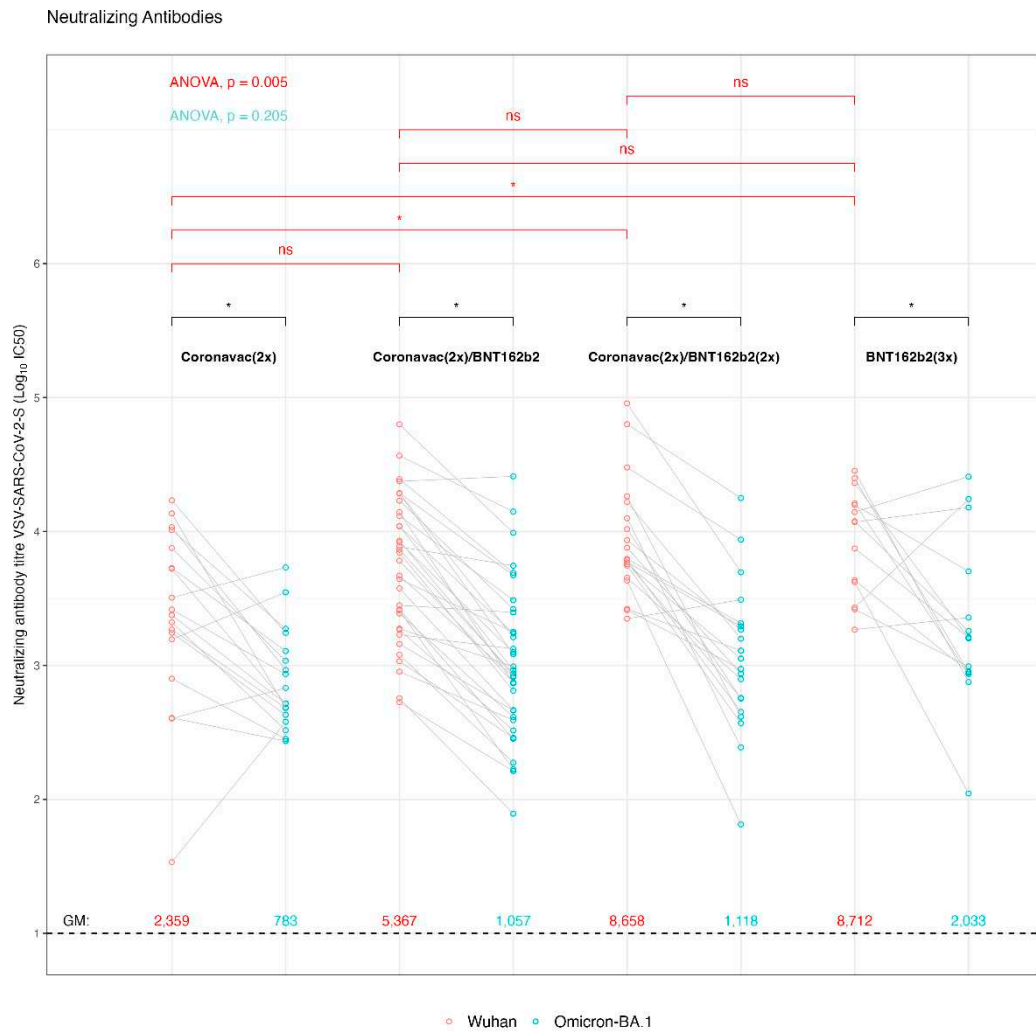 Neutralizing Antibodies
ANOVA, p = 0.005
ns
ANOVA, p = 0.205
ns
ns
*
*
ns
* * * *
Coronavac(2x) Coronavac(2x)/BNT162b2 Coronavac(2x)/BNT162b2(2x) BNT162b2(3x)
Neutralizing antibody titre VSV-SARS-CoV-2-S (Log10 IC50)
6
5
4
3
2
1
GM: 2,359 783 5,367 1,057 8,658 1,118 8,712 2,033
Wuhan Omicron-BA.1